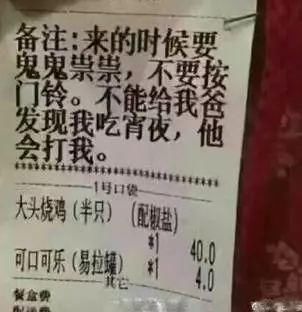 备注:来的时候要
鬼鬼祟祟，不要按
门铃。不能给我爸
发现我吃宵夜，他
会打我。
********************************
1号口袋
大头烧鸡（半只）（配椒盐）
*1 40.0
可口可乐（易拉罐） *1 4.0
其它
餐盒费